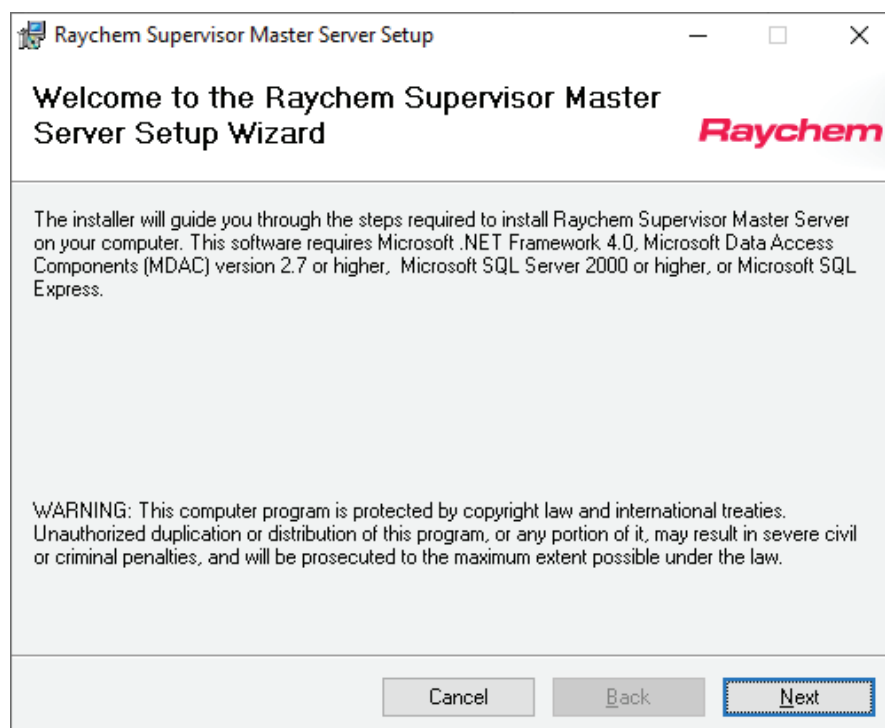 Raychem Supervisor Master Server Setup
Welcome to the Raychem Supervisor Master
Server Setup Wizard
Raychem
The installer will guide you through the steps required to install Raychem Supervisor Master Server
on your computer. This software requires Microsoft .NET Framework 4.0, Microsoft Data Access
Components (MDAC) version 2.7 or higher,  Microsoft SQL Server 2000 or higher, or Microsoft SQL
Express.
WARNING: This computer program is protected by copyright law and international treaties.
Unauthorized duplication or distribution of this program, or any portion of it, may result in severe civil
or criminal penalties, and will be prosecuted to the maximum extent possible under the law.
Cancel
Back
Next